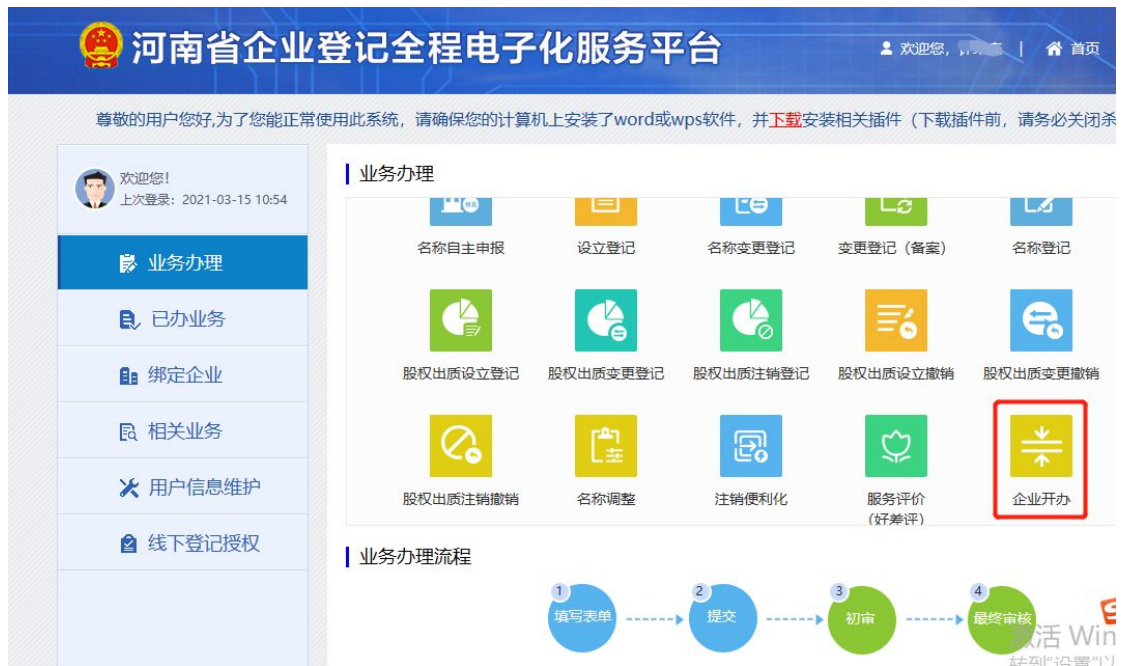 河南省企业登记全程电子化服务平台
欢迎您， | 首页
尊敬的用户您好,为了您能正常使用此系统，请确保您的计算机上安装了word或wps软件，并下载安装相关插件（下载插件前，请务必关闭杀
欢迎您!
上次登录：2021-03-15 10:54
业务办理
已办业务
绑定企业
相关业务
用户信息维护
线下登记授权
业务办理
名称自主申报 设立登记 名称变更登记 变更登记（备案） 名称登记
股权出质设立登记 股权出质变更登记 股权出质注销登记 股权出质设立撤销 股权出质变更撤销
股权出质注销撤销 名称调整 注销便利化 服务评价 企业开办
（好差评）
业务办理流程
1 2 3 4
填写表单 提交 初审 最终审核
活 Win
转到"设置"以